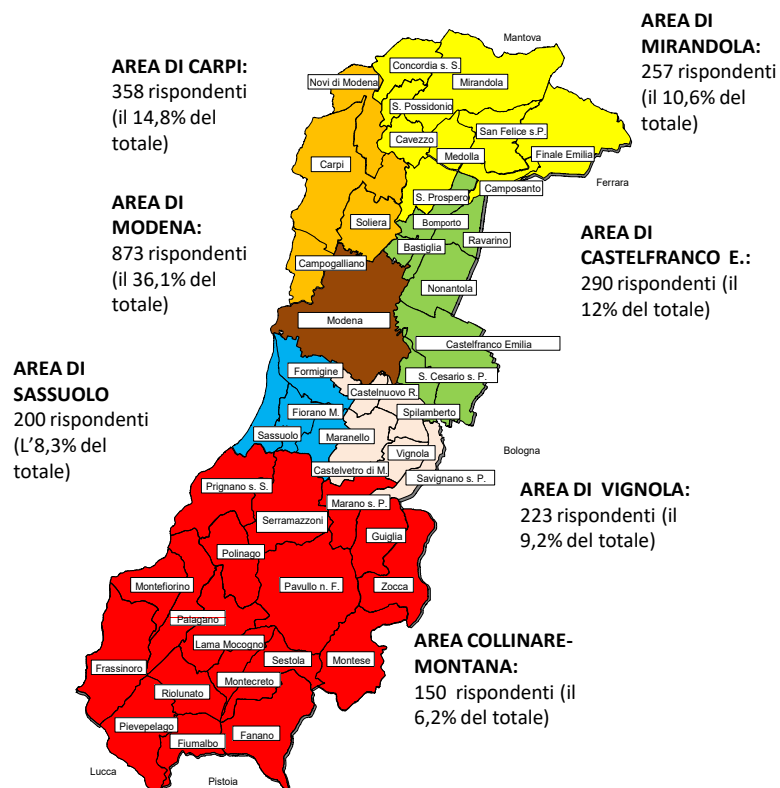 Mantova
AREA DI CARPI:
358 rispondenti
(il 14,8% del
totale)
AREA DI
MIRANDOLA:
257 rispondenti
(il 10,6% del
totale)
Concordia s. S.
Novi di Modena
Mirandola
S. Possidonio
San Felice s.P.
Cavezzo
Medolla
Finale Emilia
Carpi
Camposanto
Ferrara
S. Prospero
AREA DI
MODENA:
873 rispondenti
(il 36,1% del
totale)
Soliera
Bomporto
Ravarino
Bastiglia
Campogalliano
Nonantola
AREA DI
CASTELFRANCO E.:
290 rispondenti (il
12% del totale)
Modena
Castelfranco Emilia
AREA DI
SASSUOLO
200 rispondenti
(L'8,3% del
totale)
Formigine
S. Cesario s. P.
Castelnuovo R.
Fiorano M.
Spilamberto
Sassuolo
Maranello
Vignola
Bologna
Castelvetro di M.
Savignano s. P.
Prignano s. S.
Marano s. P.
AREA DI VIGNOLA:
223 rispondenti (il
9,2% del totale)
Serramazzoni
Guiglia
Polinago
Montefiorino
Pavullo n. F.
Zocca
Palagano
Lama Mocogno
AREA COLLINARE-
MONTANA:
150 rispondenti (il
6,2% del totale)
Frassinoro
Sestola
Montese
Montecreto
Riolunato
Pievepelago
Fanano
Fiumalbo
Lucca
Pistoia